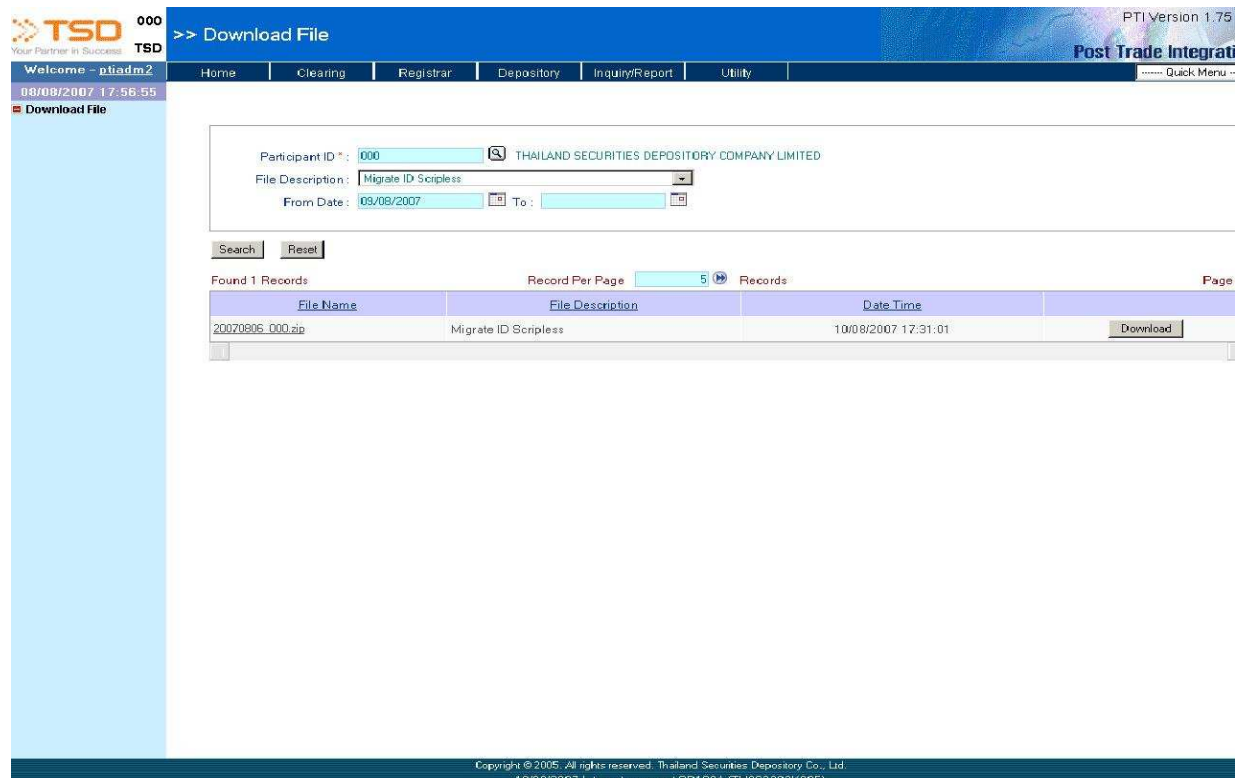 TSD 000
Your Partner in Success TSD
>> Download File
PTI Version 1.75
Post Trade Integrati
Welcome - ptiadm2
Home Clearing Registrar Depository Inquiry/Report Utility
------ Quick Menu --
08/08/2007 17:56:55
Download File
Participant ID * : 000 THAILAND SECURITIES DEPOSITORY COMPANY LIMITED
File Description : Migrate ID Scripless
From Date : 09/08/2007 To :
Search Reset
Found 1 Records Record Per Page 5 Records Page
File Name File Description Date Time
20070806_000.zip Migrate ID Scripless 10/08/2007 17:31:01 Download
Copyright © 2005. All rights reserved. Thailand Securities Depository Co., Ltd.